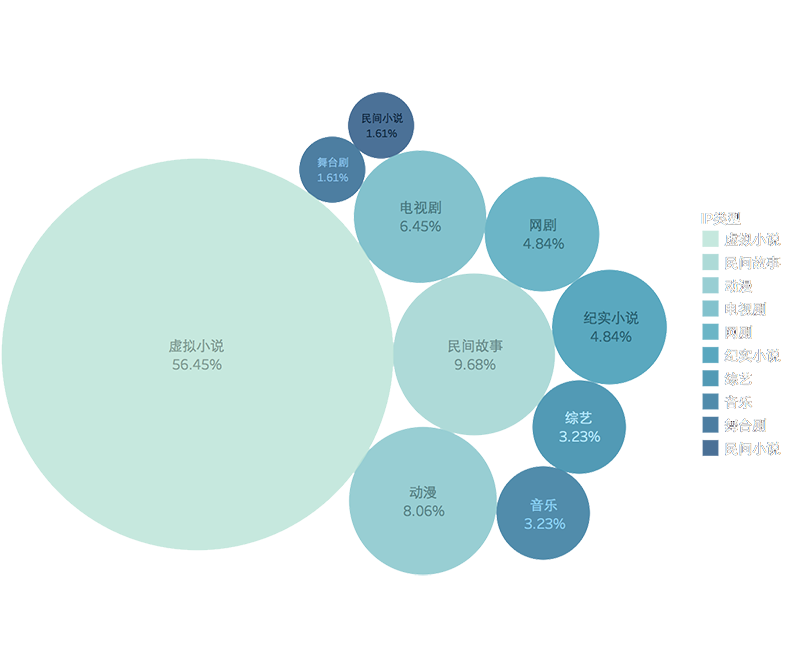 民间小说
1.61%
舞台剧
1.61%
电视剧
6.45%
网剧
4.84%
纪实小说
4.84%
虚拟小说
56.45%
民间故事
9.68%
综艺
3.23%
动漫
8.06%
音乐
3.23%
IP类型
虚拟小说
民间故事
动漫
电视剧
网剧
纪实小说
综艺
音乐
舞台剧
民间小说